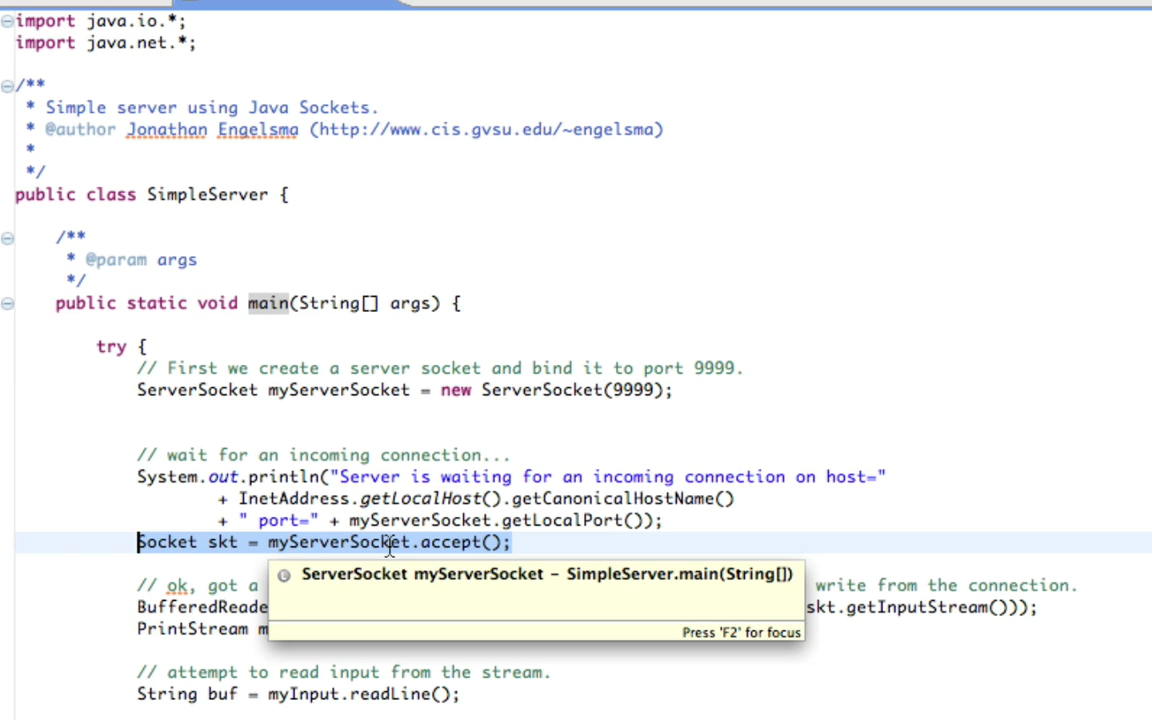 import java.io.*;
import java.net.*;
/**
* Simple server using Java Sockets.
* @author Jonathan Engelsma (http://www.cis.gvsu.edu/~engelsma)
*
*/
public class SimpleServer {
/**
* @param args
*/
public static void main(String[] args) {
try {
// First we create a server socket and bind it to port 9999.
ServerSocket myServerSocket = new ServerSocket(9999);
// wait for an incoming connection...
System.out.println("Server is waiting for an incoming connection on host="
+ InetAddress.getLocalHost().getCanonicalHostName()
+ " port=" + myServerSocket.getLocalPort());
Socket skt = myServerSocket.accept();
ServerSocket myServerSocket - SimpleServer.main(String[])
// ok, got a write from the connection.
BufferedReade skt.getInputStream()));
PrintStream m
Press 'F2' for focus
// attempt to read input from the stream.
String buf = myInput.readLine();